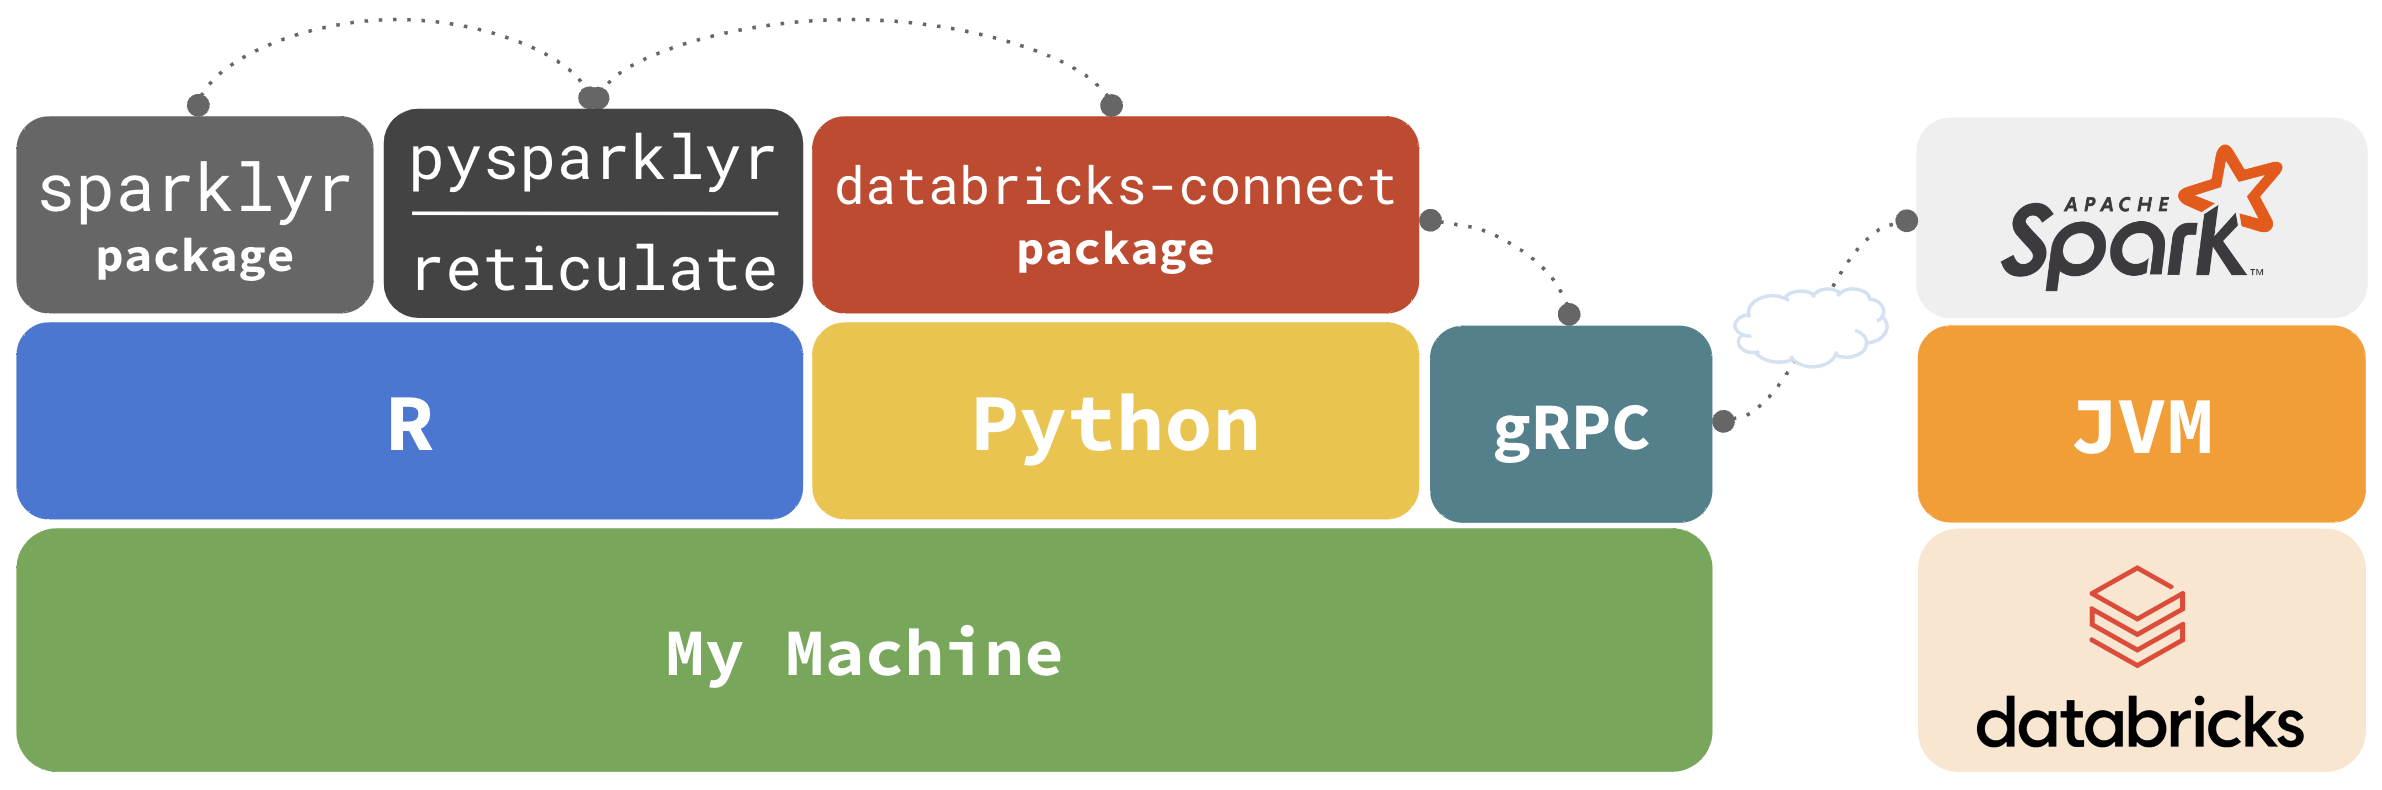 sparklyr
package
pysparklyr
reticulate
databricks-connect
package
APACHE
Spark™
R
Python
gRPC
JVM
My Machine
databricks